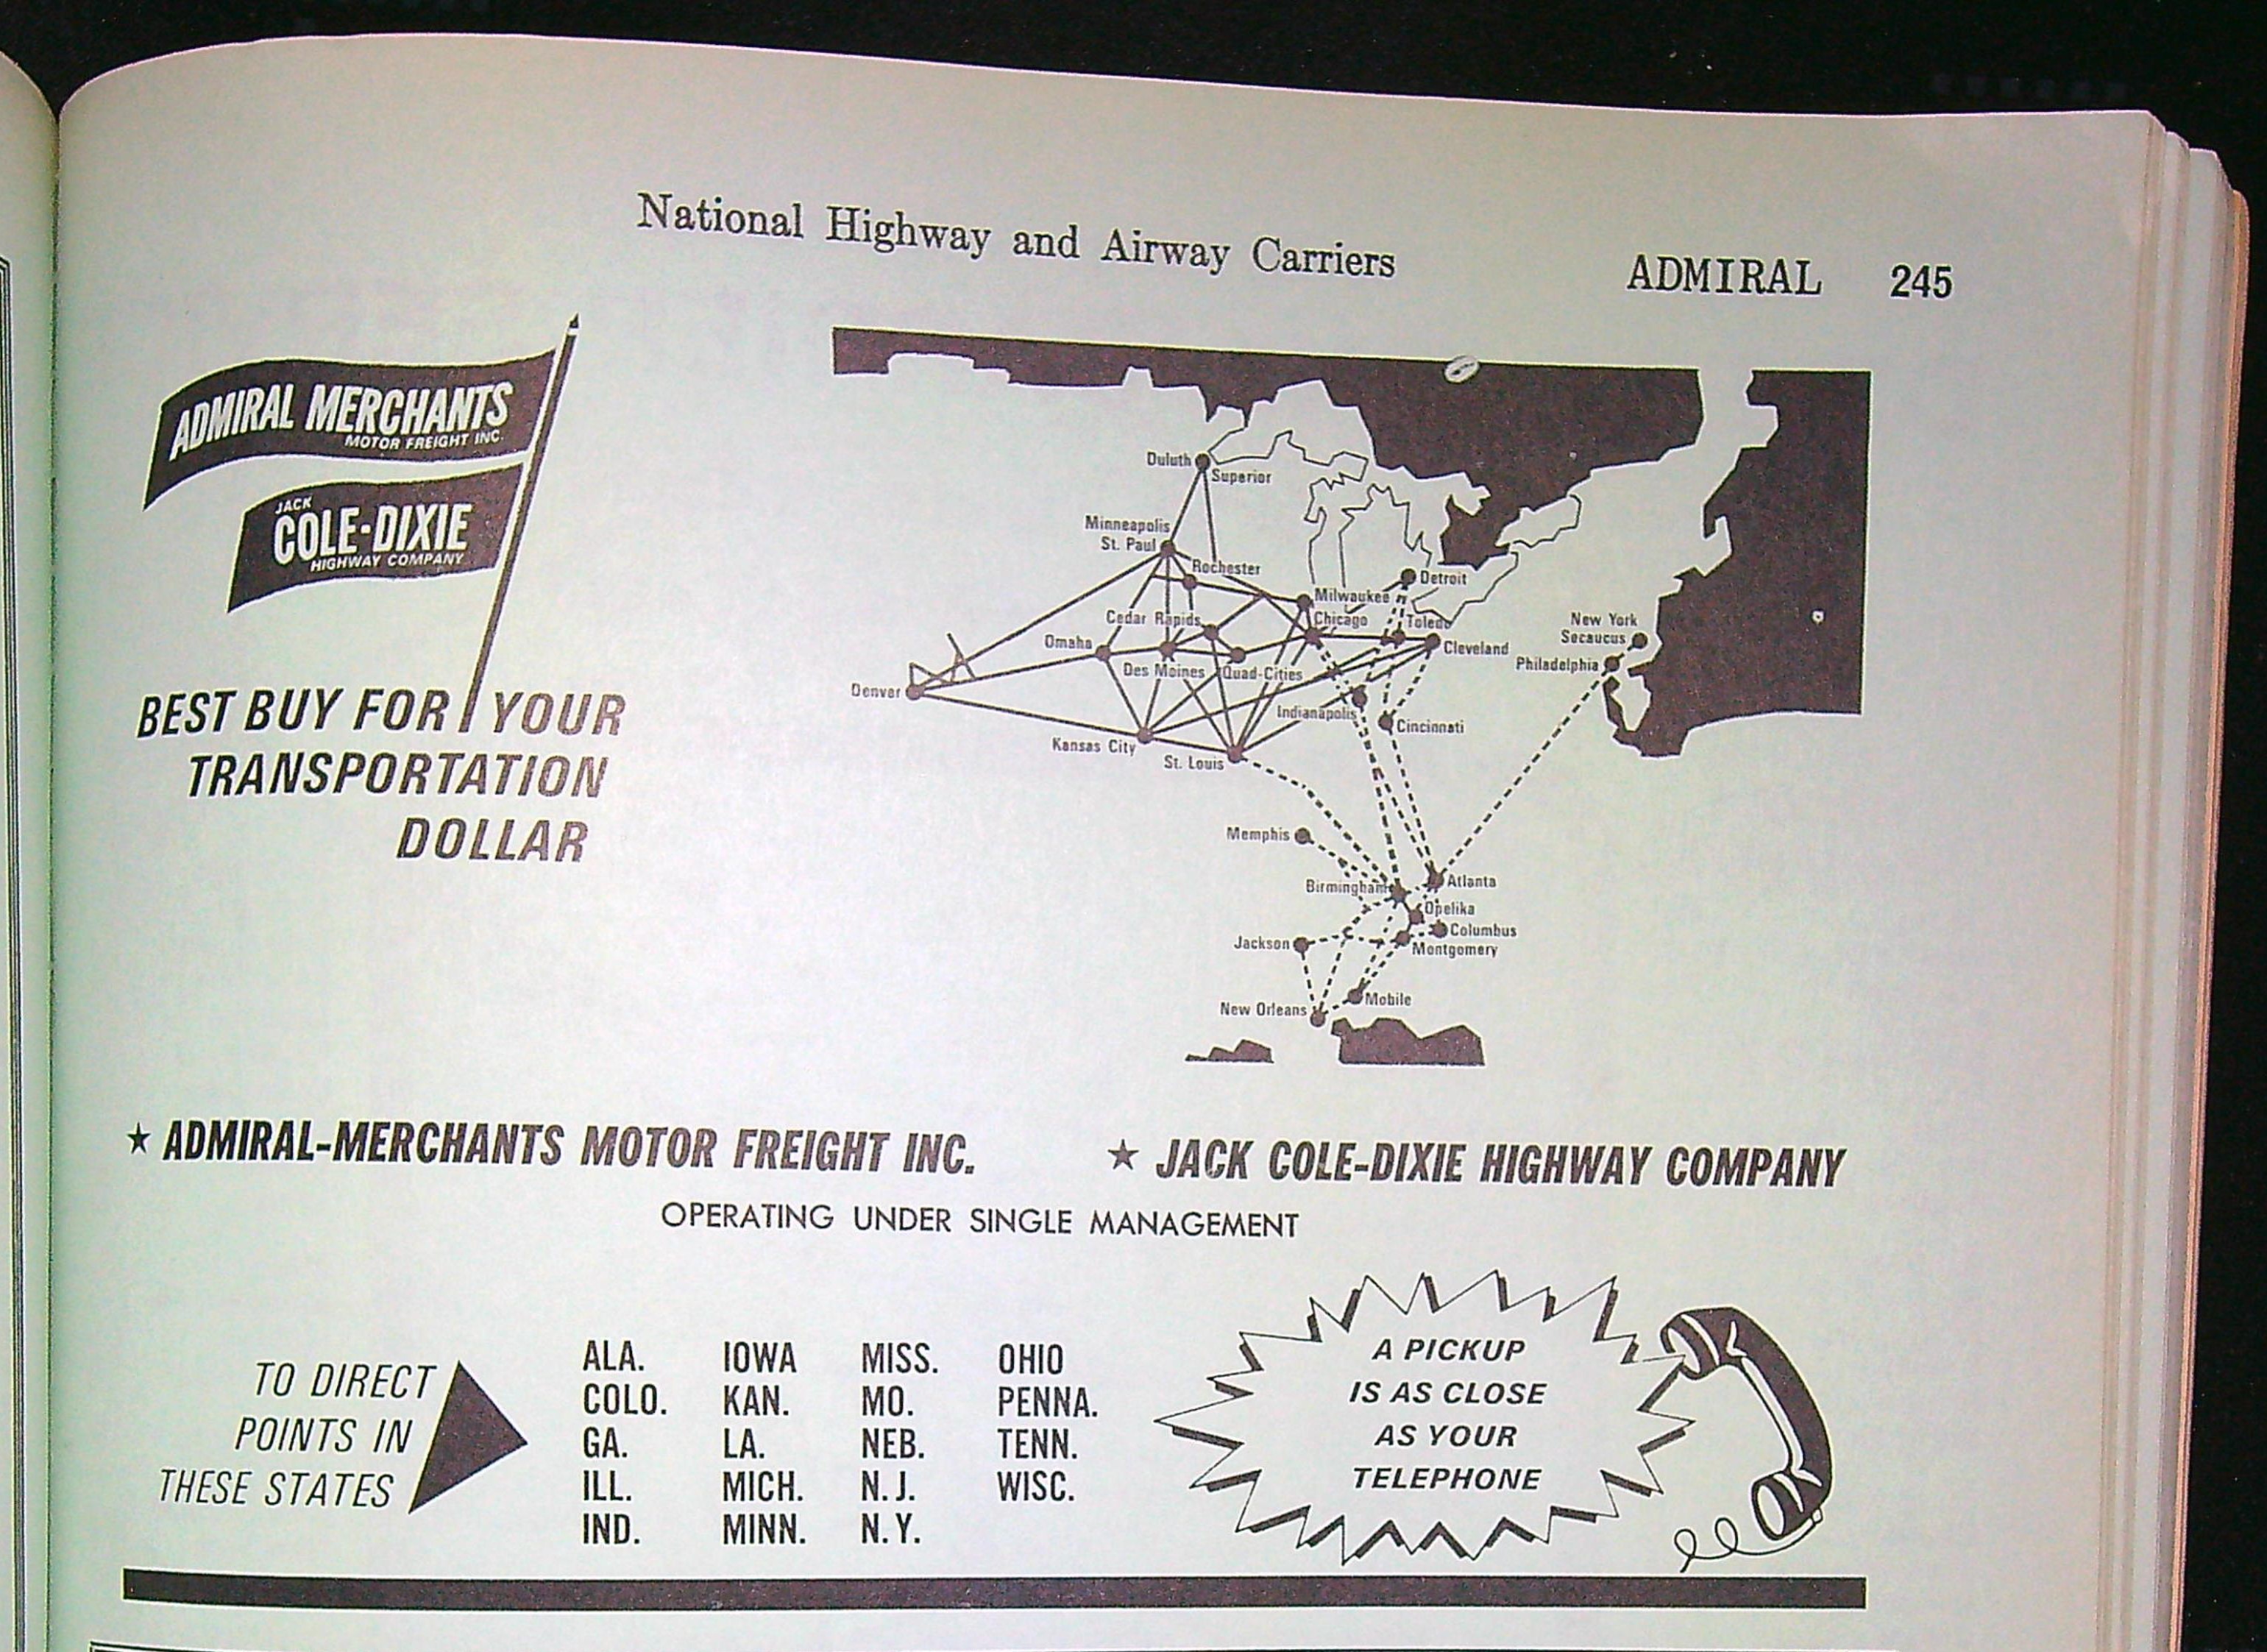 National Highway and Airway Carriers
ADMIRAL 245
ADMIRAL MERCHANTS
MOTOR FREIGHT INC.
JACK
COLE-DIXIE
HIGHWAY COMPANY
BEST BUY FOR YOUR
TRANSPORTATION
DOLLAR
Duluth
Superior
Minneapolis
St. Paul
Rochester
Detroit
Milwaukee
Cedar Rapids
Chicago
Toledo
New York
Secaucus
Omaha
Cleveland
Philadelphia
Des Moines
Quad-Cities
Denver
Indianapolis
Cincinnati
Kansas City
St. Louis
Memphis
Birmingham
Atlanta
Opelika
Columbus
Jackson
Montgomery
Mobile
New Orleans
★ ADMIRAL-MERCHANTS MOTOR FREIGHT INC.
★ JACK COLE-DIXIE HIGHWAY COMPANY
OPERATING UNDER SINGLE MANAGEMENT
TO DIRECT
POINTS IN
THESE STATES
ALA. IOWA MISS. OHIO
COLO. KAN. MO. PENNA.
GA. LA. NEB. TENN.
ILL. MICH. N.J. WISC.
IND. MINN. N.Y.
A PICKUP
IS AS CLOSE
AS YOUR
TELEPHONE